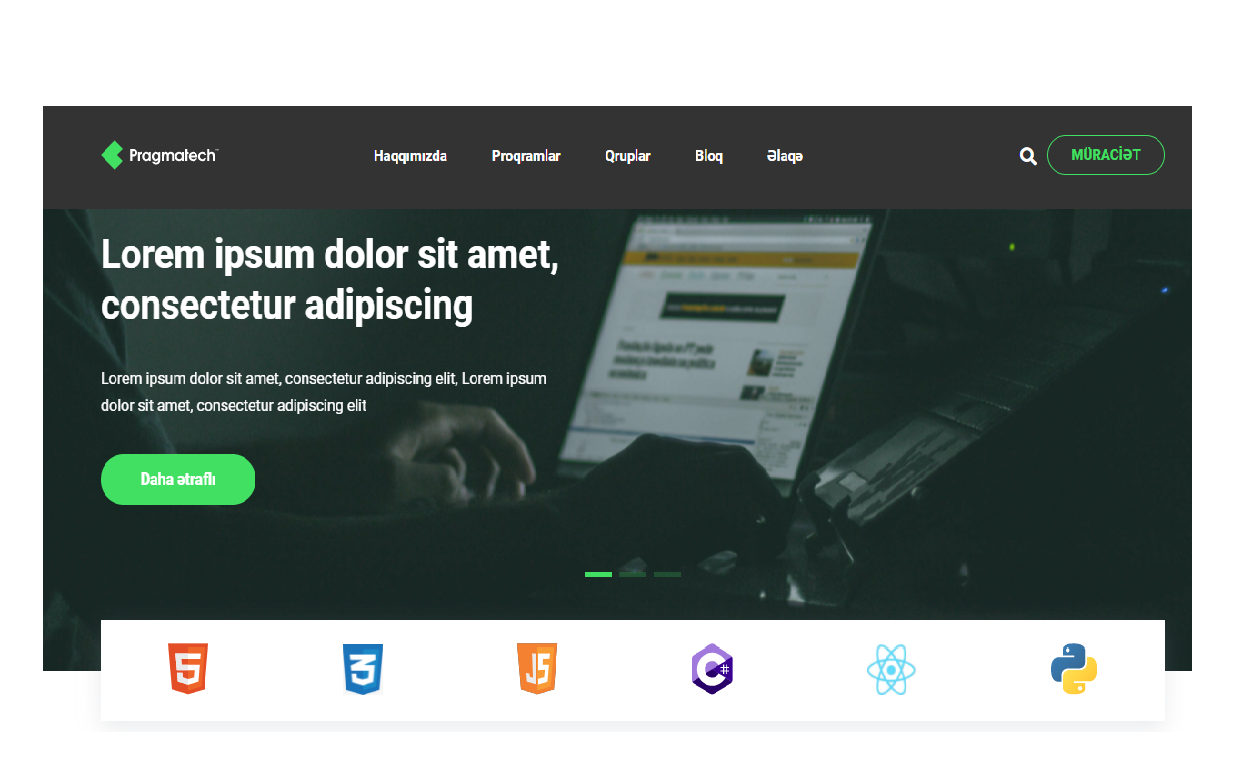 Pragmatech™
Haqqımızda Proqramlar Qruplar Bloq Əlaqə
MÜRACİƏT
Lorem ipsum dolor sit amet,
consectetur adipiscing
Lorem ipsum dolor sit amet, consectetur adipiscing elit, Lorem ipsum
dolor sit amet, consectetur adipiscing elit
Daha ətraflı
5 3 JS C#